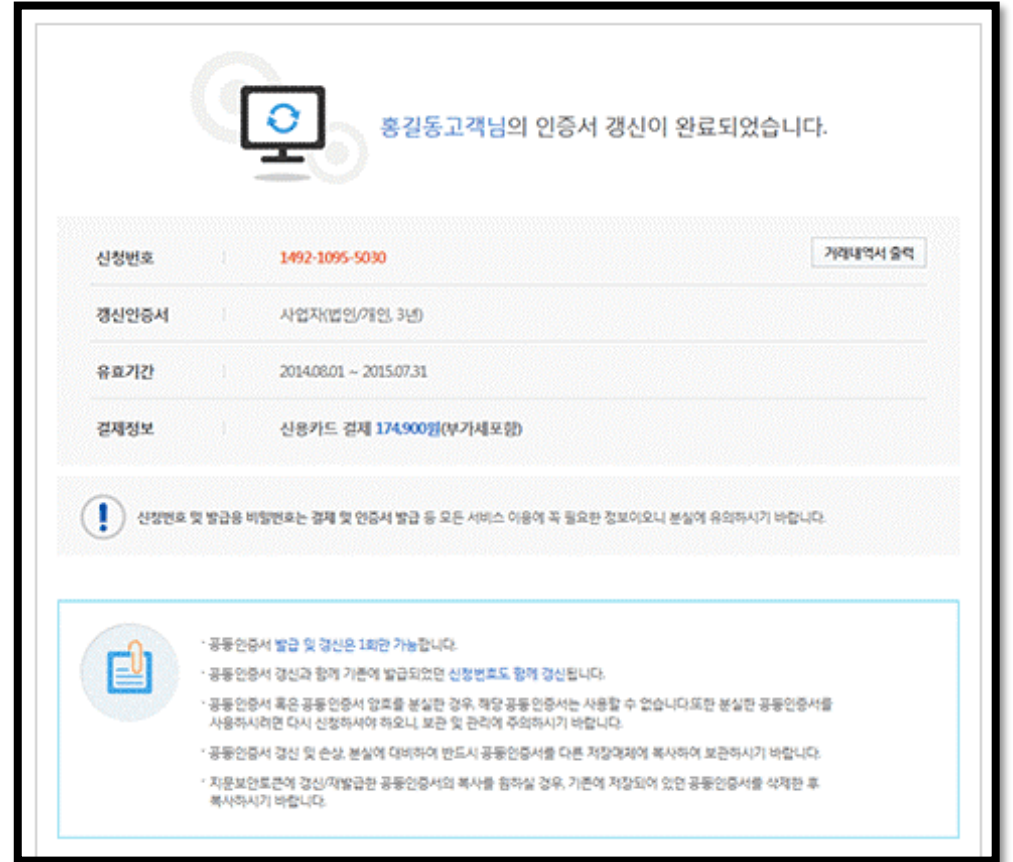 홍길동고객님의 인증서 갱신이 완료되었습니다.
신청번호 1492-1095-5030 거래내역서 출력
갱신인증서 사업자(법인/개인, 3년)
유효기간 2014.08.01 ~ 2015.07.31
결제정보 신용카드 결제 174,900원(부가세포함)
신청번호 및 발급용 비밀번호는 결제 및 인증서 발급 등 모든 서비스 이용에 꼭 필요한 정보이오니 분실에 유의하시기 바랍니다.
· 공동인증서 발급 및 갱신은 1회만 가능합니다.
· 공동인증서 갱신과 함께 기존에 발급되었던 신청번호도 함께 갱신됩니다.
· 공동인증서 혹은 공동인증서 암호를 분실한 경우, 해당 공동인증서는 사용할 수 없습니다.또한 분실한 공동인증서를
사용하시려면 다시 신청하셔야 하오니, 보관 및 관리에 주의하시기 바랍니다.
· 공동인증서 갱신 및 손상, 분실에 대비하여 반드시 공동인증서를 다른 저장매체에 복사하여 보관하시기 바랍니다.
· 지문보안토큰에 갱신/재발급한 공동인증서의 복사를 원하실 경우, 기존에 저장되어 있던 공동인증서를 삭제한 후
복사하시기 바랍니다.